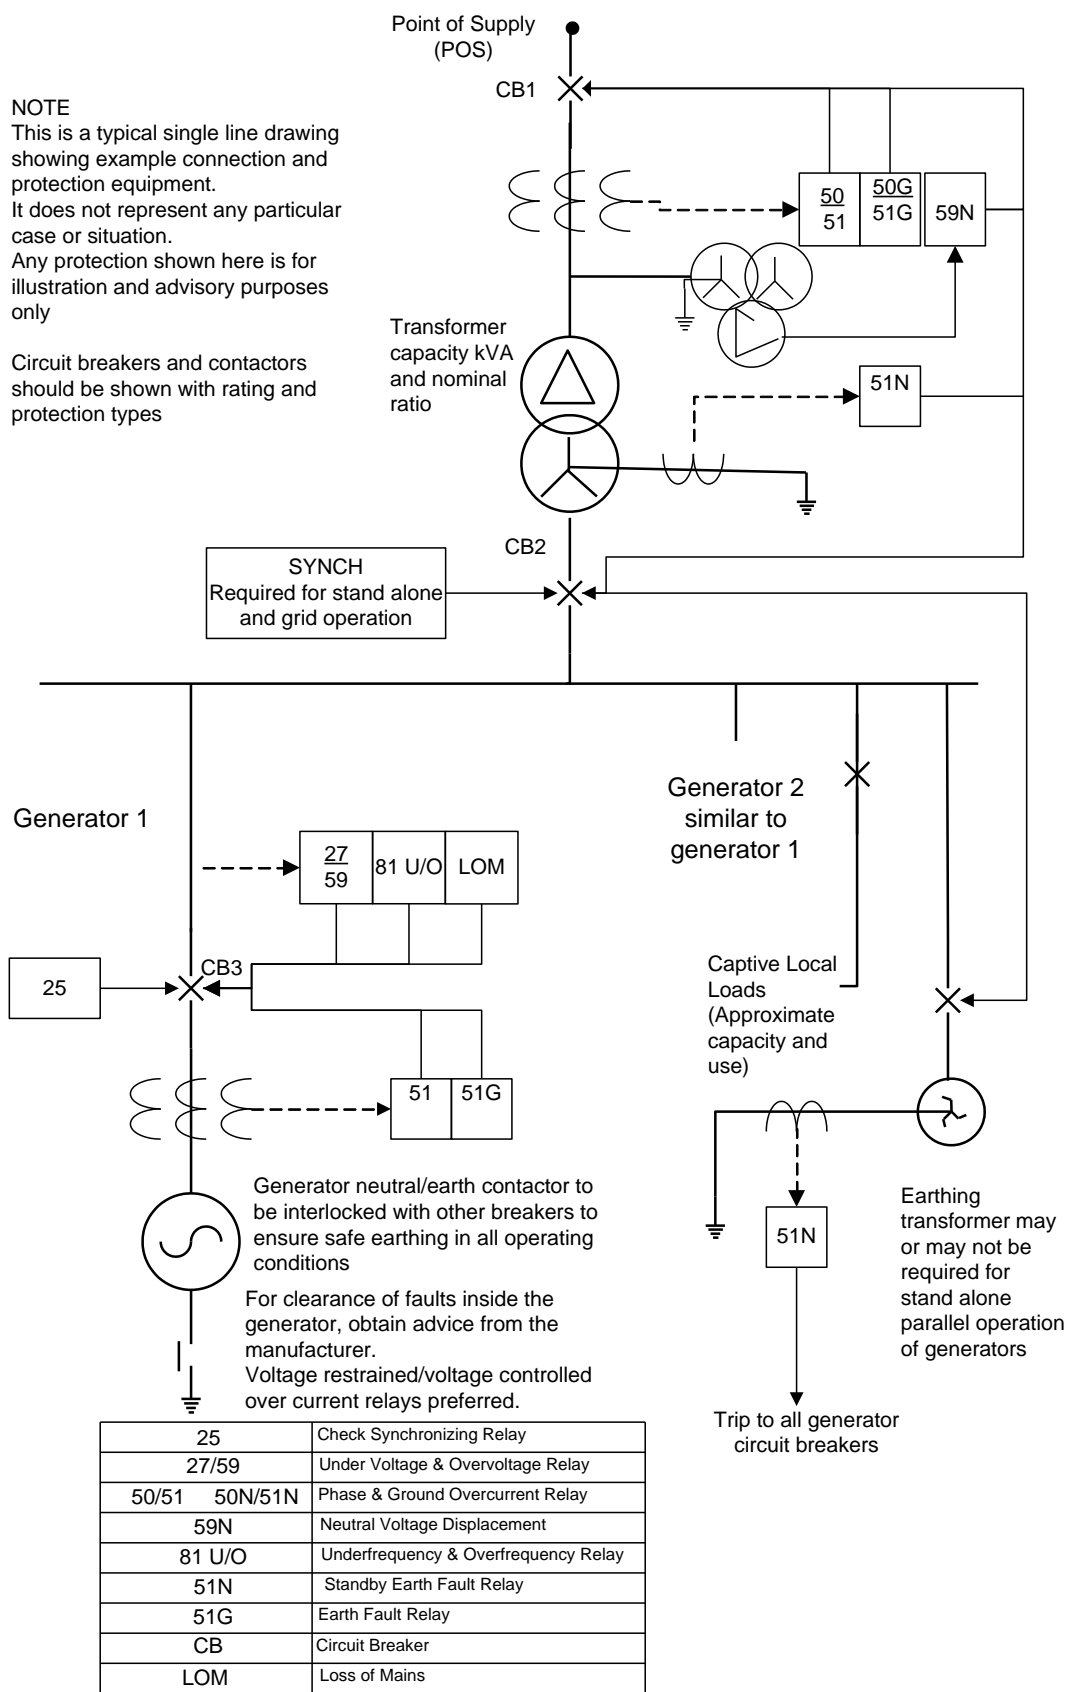 Point of Supply
(POS)
CB1
NOTE
This is a typical single line drawing
showing example connection and
protection equipment.
It does not represent any particular
case or situation.
Any protection shown here is for
illustration and advisory purposes
only
Circuit breakers and contactors
should be shown with rating and
protection types
50
51
50G
51G
59N
Transformer
capacity kVA
and nominal
ratio
51N
CB2
SYNCH
Required for stand alone
and grid operation
Generator 1
Generator 2
similar to
generator 1
27
59
81 U/O
LOM
25
CB3
Captive Local
Loads
(Approximate
capacity and
use)
51
51G
Generator neutral/earth contactor to
be interlocked with other breakers to
ensure safe earthing in all operating
conditions
For clearance of faults inside the
generator, obtain advice from the
manufacturer.
Voltage restrained/voltage controlled
over current relays preferred.
51N
Earthing
transformer may
or may not be
required for
stand alone
parallel operation
of generators
Trip to all generator
circuit breakers
25 Check Synchronizing Relay
27/59 Under Voltage & Overvoltage Relay
50/51 50N/51N Phase & Ground Overcurrent Relay
59N Neutral Voltage Displacement
81 U/O Underfrequency & Overfrequency Relay
51N Standby Earth Fault Relay
51G Earth Fault Relay
CB Circuit Breaker
LOM Loss of Mains